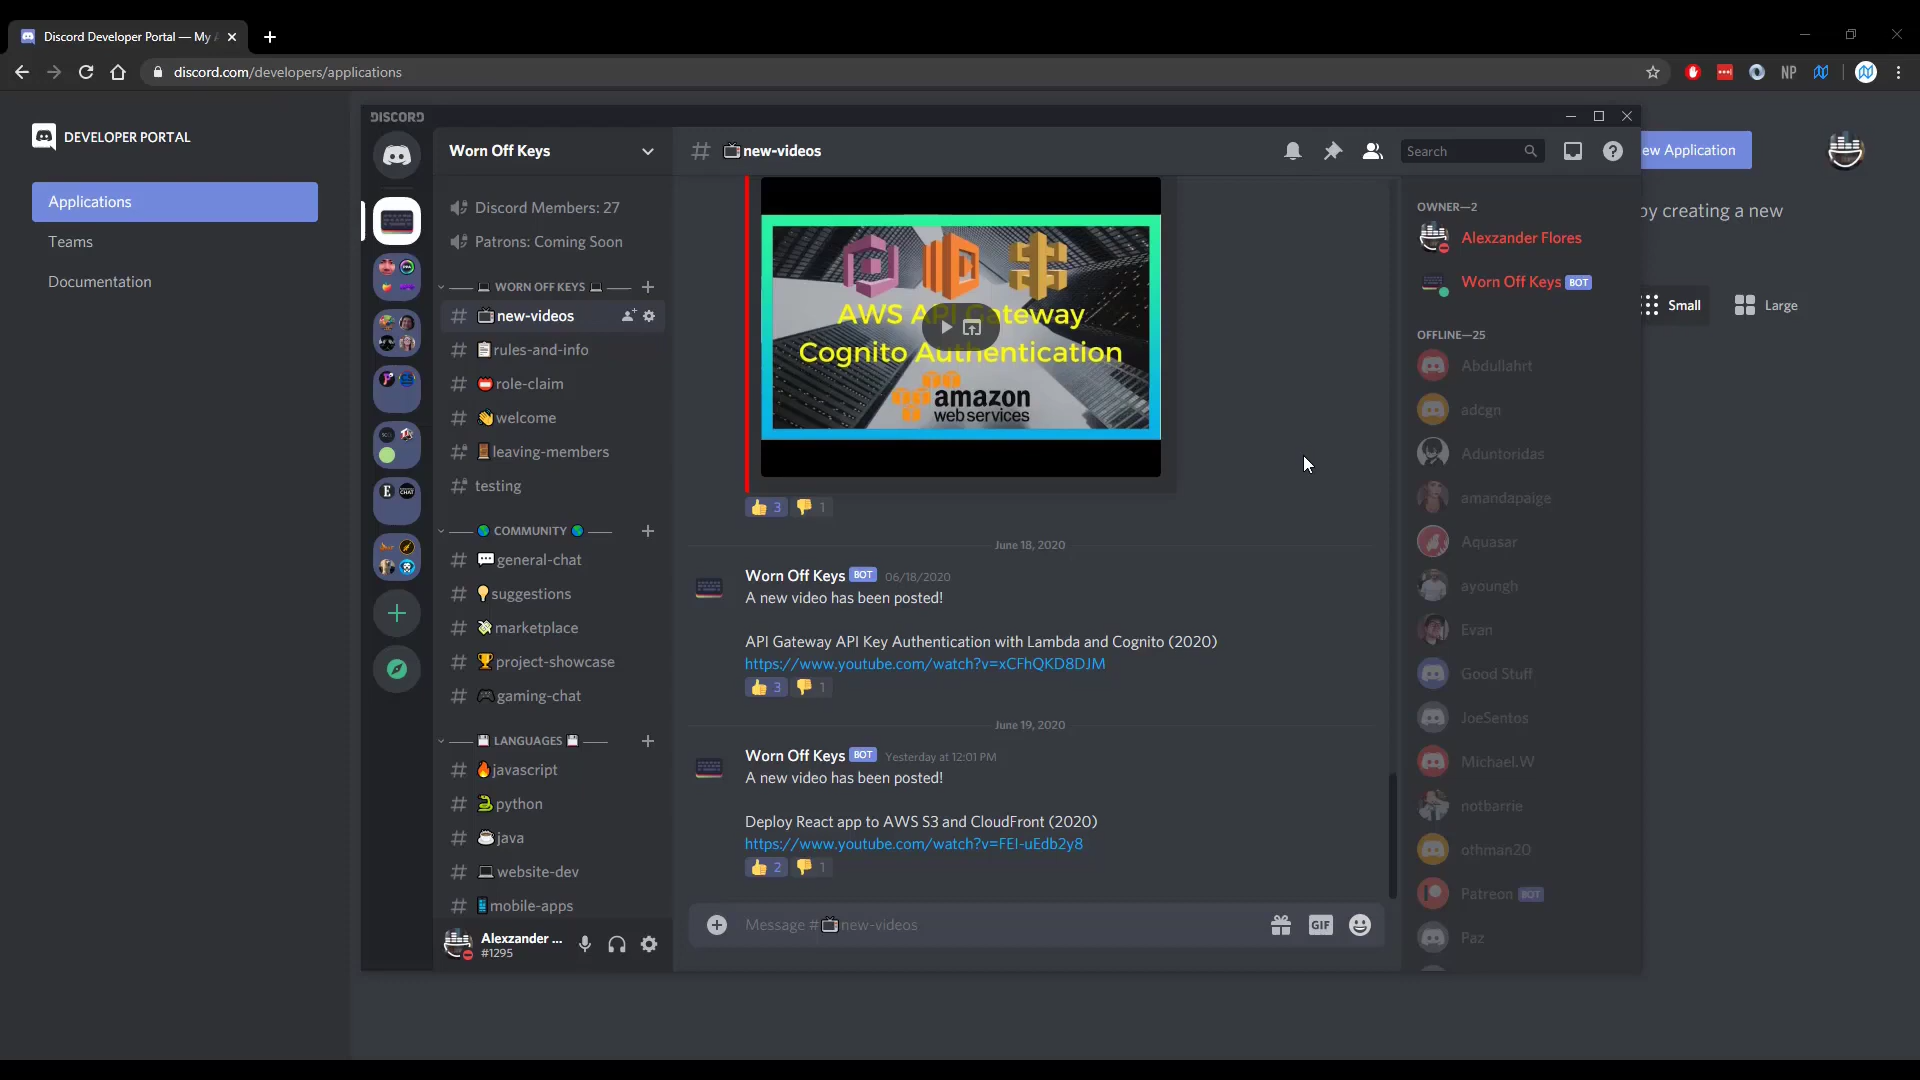 Discord Developer Portal — My A
discord.com/developers/applications
NP
DEVELOPER PORTAL
Applications
Teams
Documentation
ew Application
by creating a new
Small
Large
DISCORD
Worn Off Keys
Discord Members: 27
Patrons: Coming Soon
WORN OFF KEYS
new-videos
rules-and-info
role-claim
welcome
leaving-members
testing
COMMUNITY
general-chat
suggestions
marketplace
project-showcase
gaming-chat
LANGUAGES
javascript
python
java
website-dev
mobile-apps
Alexzander ...
#1295
new-videos
Search
AWS API Gateway
Cognito Authentication
amazon
web services
3 1
June 18, 2020
Worn Off Keys BOT 06/18/2020
A new video has been posted!
API Gateway API Key Authentication with Lambda and Cognito (2020)
https://www.youtube.com/watch?v=xCFhQKD8DJM
3 1
June 19, 2020
Worn Off Keys BOT Yesterday at 12:01 PM
A new video has been posted!
Deploy React app to AWS S3 and CloudFront (2020)
https://www.youtube.com/watch?v=FEI-uEdb2y8
2 1
Message # new-videos
GIF
OWNER—2
Alexzander Flores
Worn Off Keys BOT
OFFLINE—25
Abdullahrt
adcgn
Aduntoridas
amandapaige
Aquasar
ayoungh
Evan
Good Stuff
JoeSentos
Michael.W
notbarrie
othman20
Patreon BOT
Paz